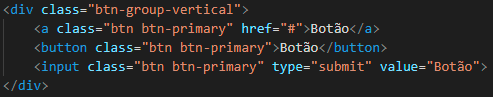 <div class="btn-group-vertical">
    <a class="btn btn-primary" href="#">Botão</a>
    <button class="btn btn-primary">Botão</button>
    <input class="btn btn-primary" type="submit" value="Botão">
</div>